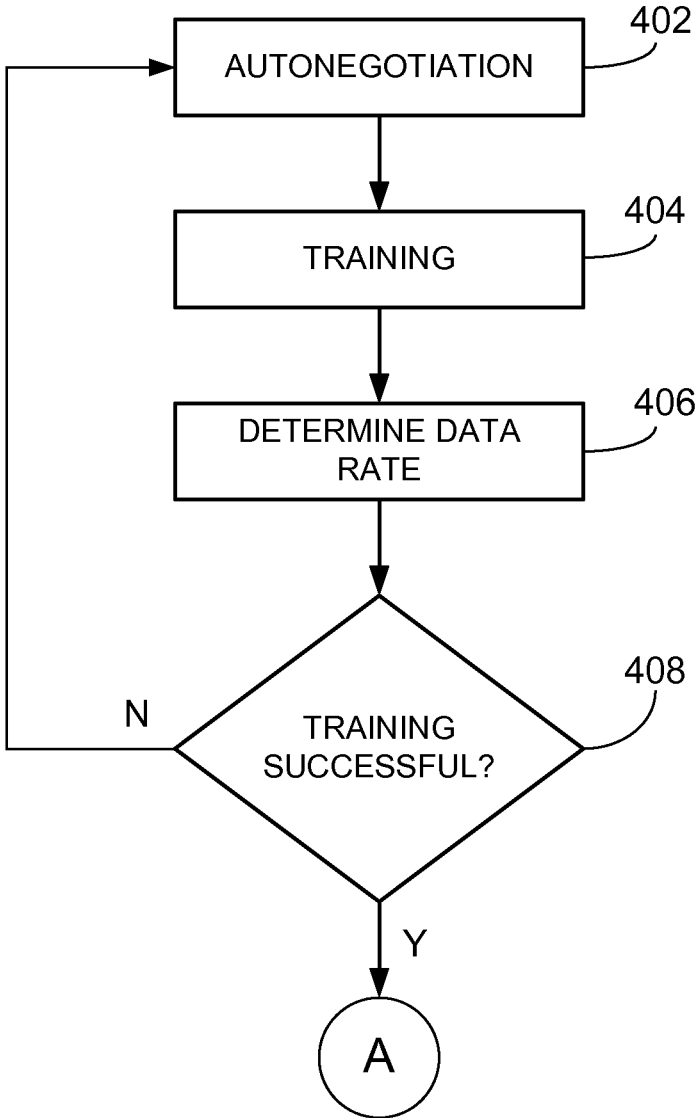 402
AUTONEGOTIATION
404
TRAINING
406
DETERMINE DATA
RATE
408
N
TRAINING
SUCCESSFUL?
Y
A